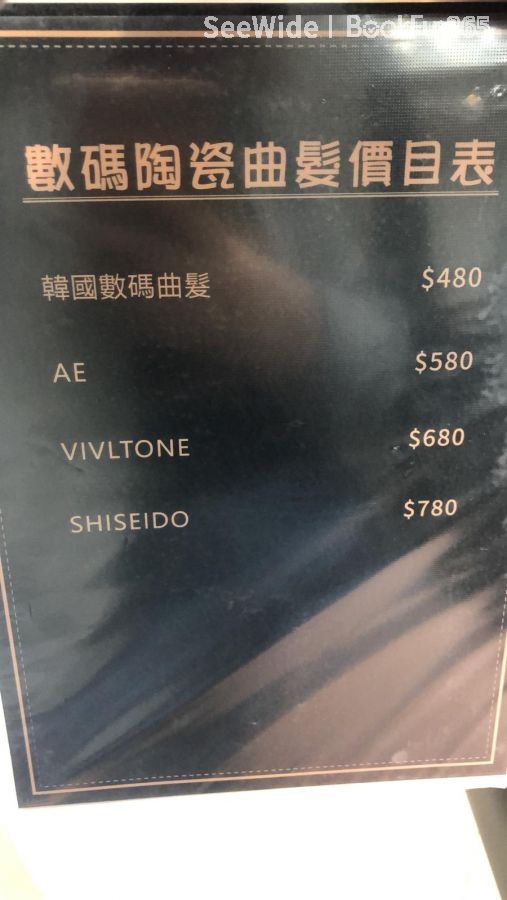 SeeWide | BookFun365
數碼陶瓷曲髮價目表
韓國數碼曲髮 $480
AE $580
VIVLTONE $680
SHISEIDO $780